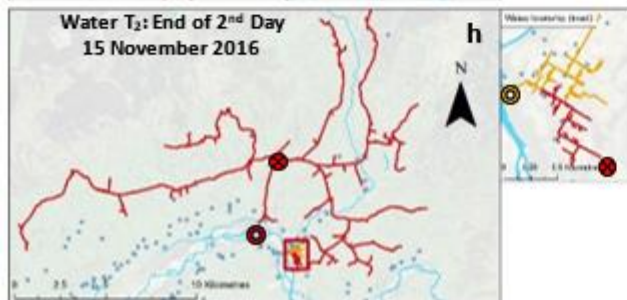 Water T₂: End of 2ⁿᵈ Day
15 November 2016
h
N
0 2.5 10 Kilometres